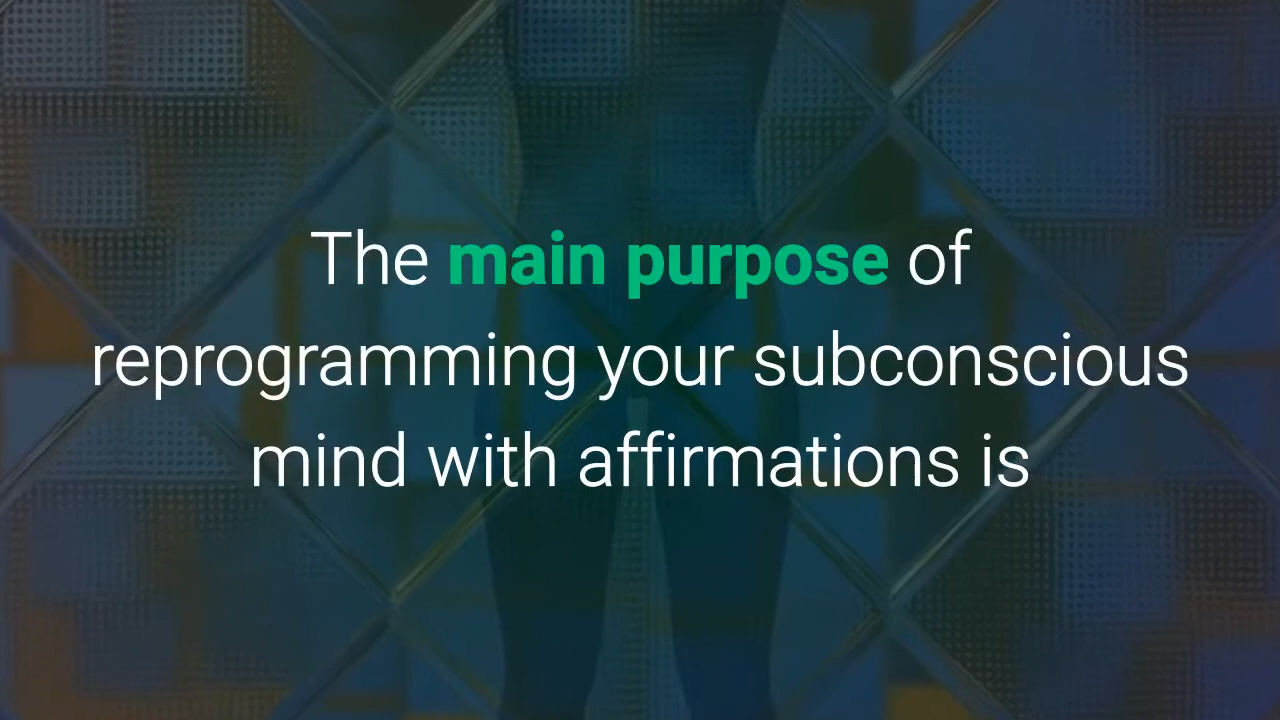 The main purpose of
reprogramming your subconscious
mind with affirmations is